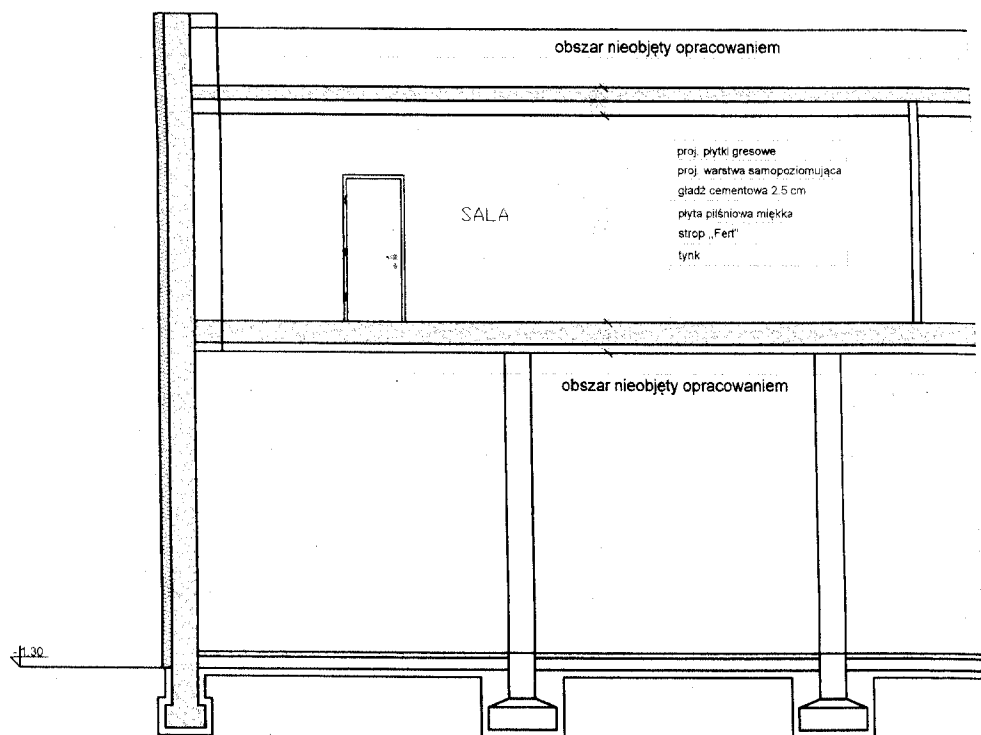 obszar nieobjęty opracowaniem
proj. płytki gresowe
proj. warstwa samopoziomująca
gładź cementowa 2.5 cm
płyta pilśniowa miękka
strop „Fert"
tynk
SALA
obszar nieobjęty opracowaniem
-1.30